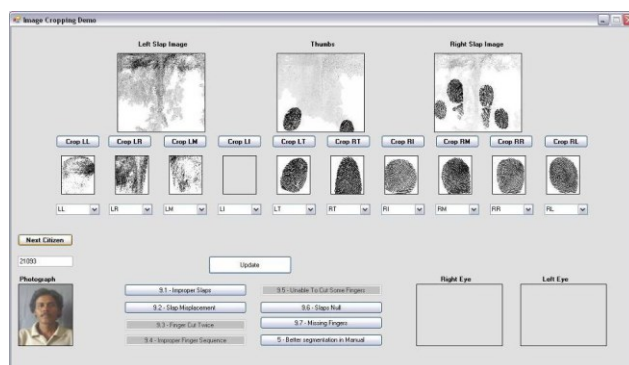 Image Cropping Demo
Left Slap Image Thumbs Right Slap Image
Crop LL Crop LR Crop LM Crop LI Crop LT Crop RT Crop RI Crop RM Crop RR Crop RL
LL LR LM LI LT RT RI RM RR RL
Next Citizen
21093
Update
Photograph
9.1 - Improper Slaps
9.2 - Slap Misplacement
9.3 - Finger Cut Twice
9.4 - Improper Finger Sequence
9.5 - Unable To Cut Some Fingers
9.6 - Slaps Null
9.7 - Missing Fingers
5 - Better segmentation in Manual
Right Eye Left Eye